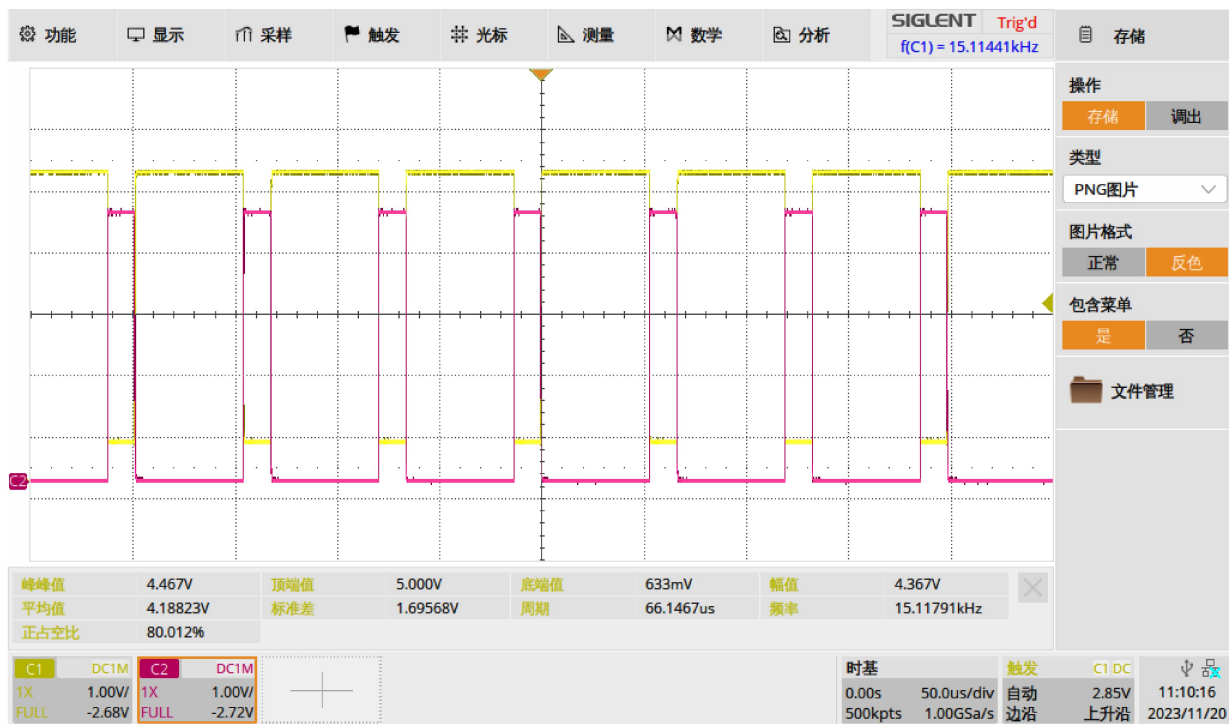 功能 显示 采样 触发 光标 测量 数学 分析 SIGLENT Trig'd 存储
f(C1) = 15.11441kHz
操作
存储 调出
类型
PNG图片
图片格式
正常 反色
包含菜单
是 否
文件管理
C2
峰峰值 4.467V 顶端值 5.000V 底端值 633mV 幅值 4.367V
平均值 4.18823V 标准差 1.69568V 周期 66.1467us 频率 15.11791kHz
正占空比 80.012%
C1 DC1M C2 DC1M 时基 触发 C1 DC
1X 1.00V/ 1X 1.00V/ 0.00s 50.0us/div 自动 2.85V 11:10:16
FULL -2.68V FULL -2.72V 500kpts 1.00GSa/s 边沿 上升沿 2023/11/20